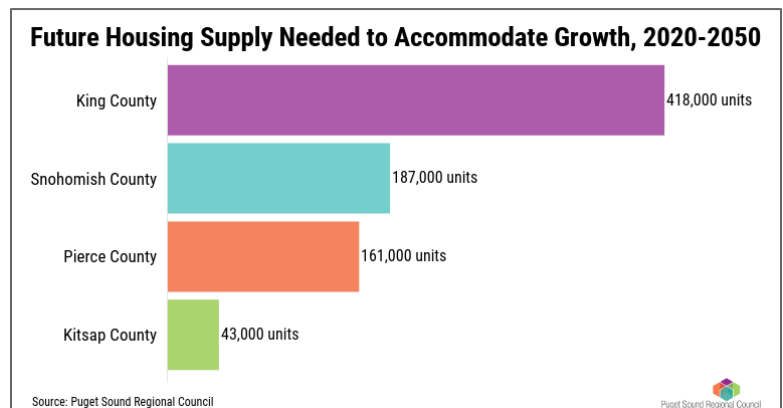 Future Housing Supply Needed to Accommodate Growth, 2020-2050
King County
418,000 units
Snohomish County
187,000 units
Pierce County
161,000 units
Kitsap County
43,000 units
Source: Puget Sound Regional Council
Puget Sound Regional Council